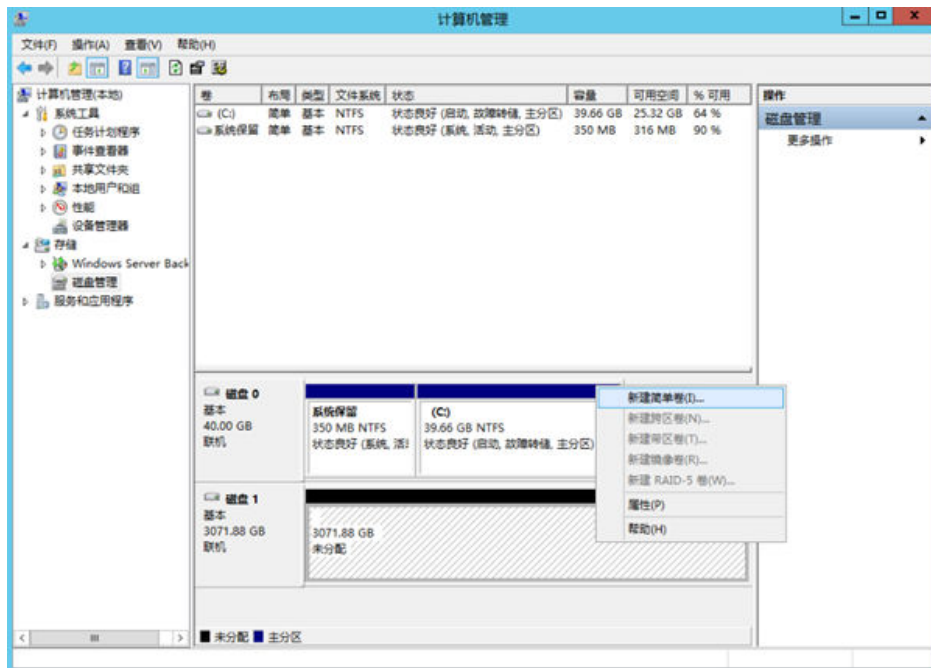 计算机管理
文件(F) 操作(A) 查看(V) 帮助(H)
计算机管理(本地)
系统工具
任务计划程序
事件查看器
共享文件夹
本地用户和组
性能
设备管理器
存储
Windows Server Back
磁盘管理
服务和应用程序
卷 布局 类型 文件系统 状态 容量 可用空间 % 可用
(C:) 简单 基本 NTFS 状态良好 (启动, 故障转储, 主分区) 39.66 GB 25.32 GB 64 %
系统保留 简单 基本 NTFS 状态良好 (系统, 活动, 主分区) 350 MB 316 MB 90 %
操作
磁盘管理
更多操作
磁盘 0
基本
40.00 GB
联机
系统保留
350 MB NTFS
状态良好 (系统, 活
(C:)
39.66 GB NTFS
状态良好 (启动, 故障转储, 主分区)
磁盘 1
基本
3071.88 GB
联机
3071.88 GB
未分配
新建简单卷(I)...
新建跨区卷(N)...
新建带区卷(T)...
新建镜像卷(R)...
新建 RAID-5 卷(W)...
属性(P)
帮助(H)
未分配 主分区